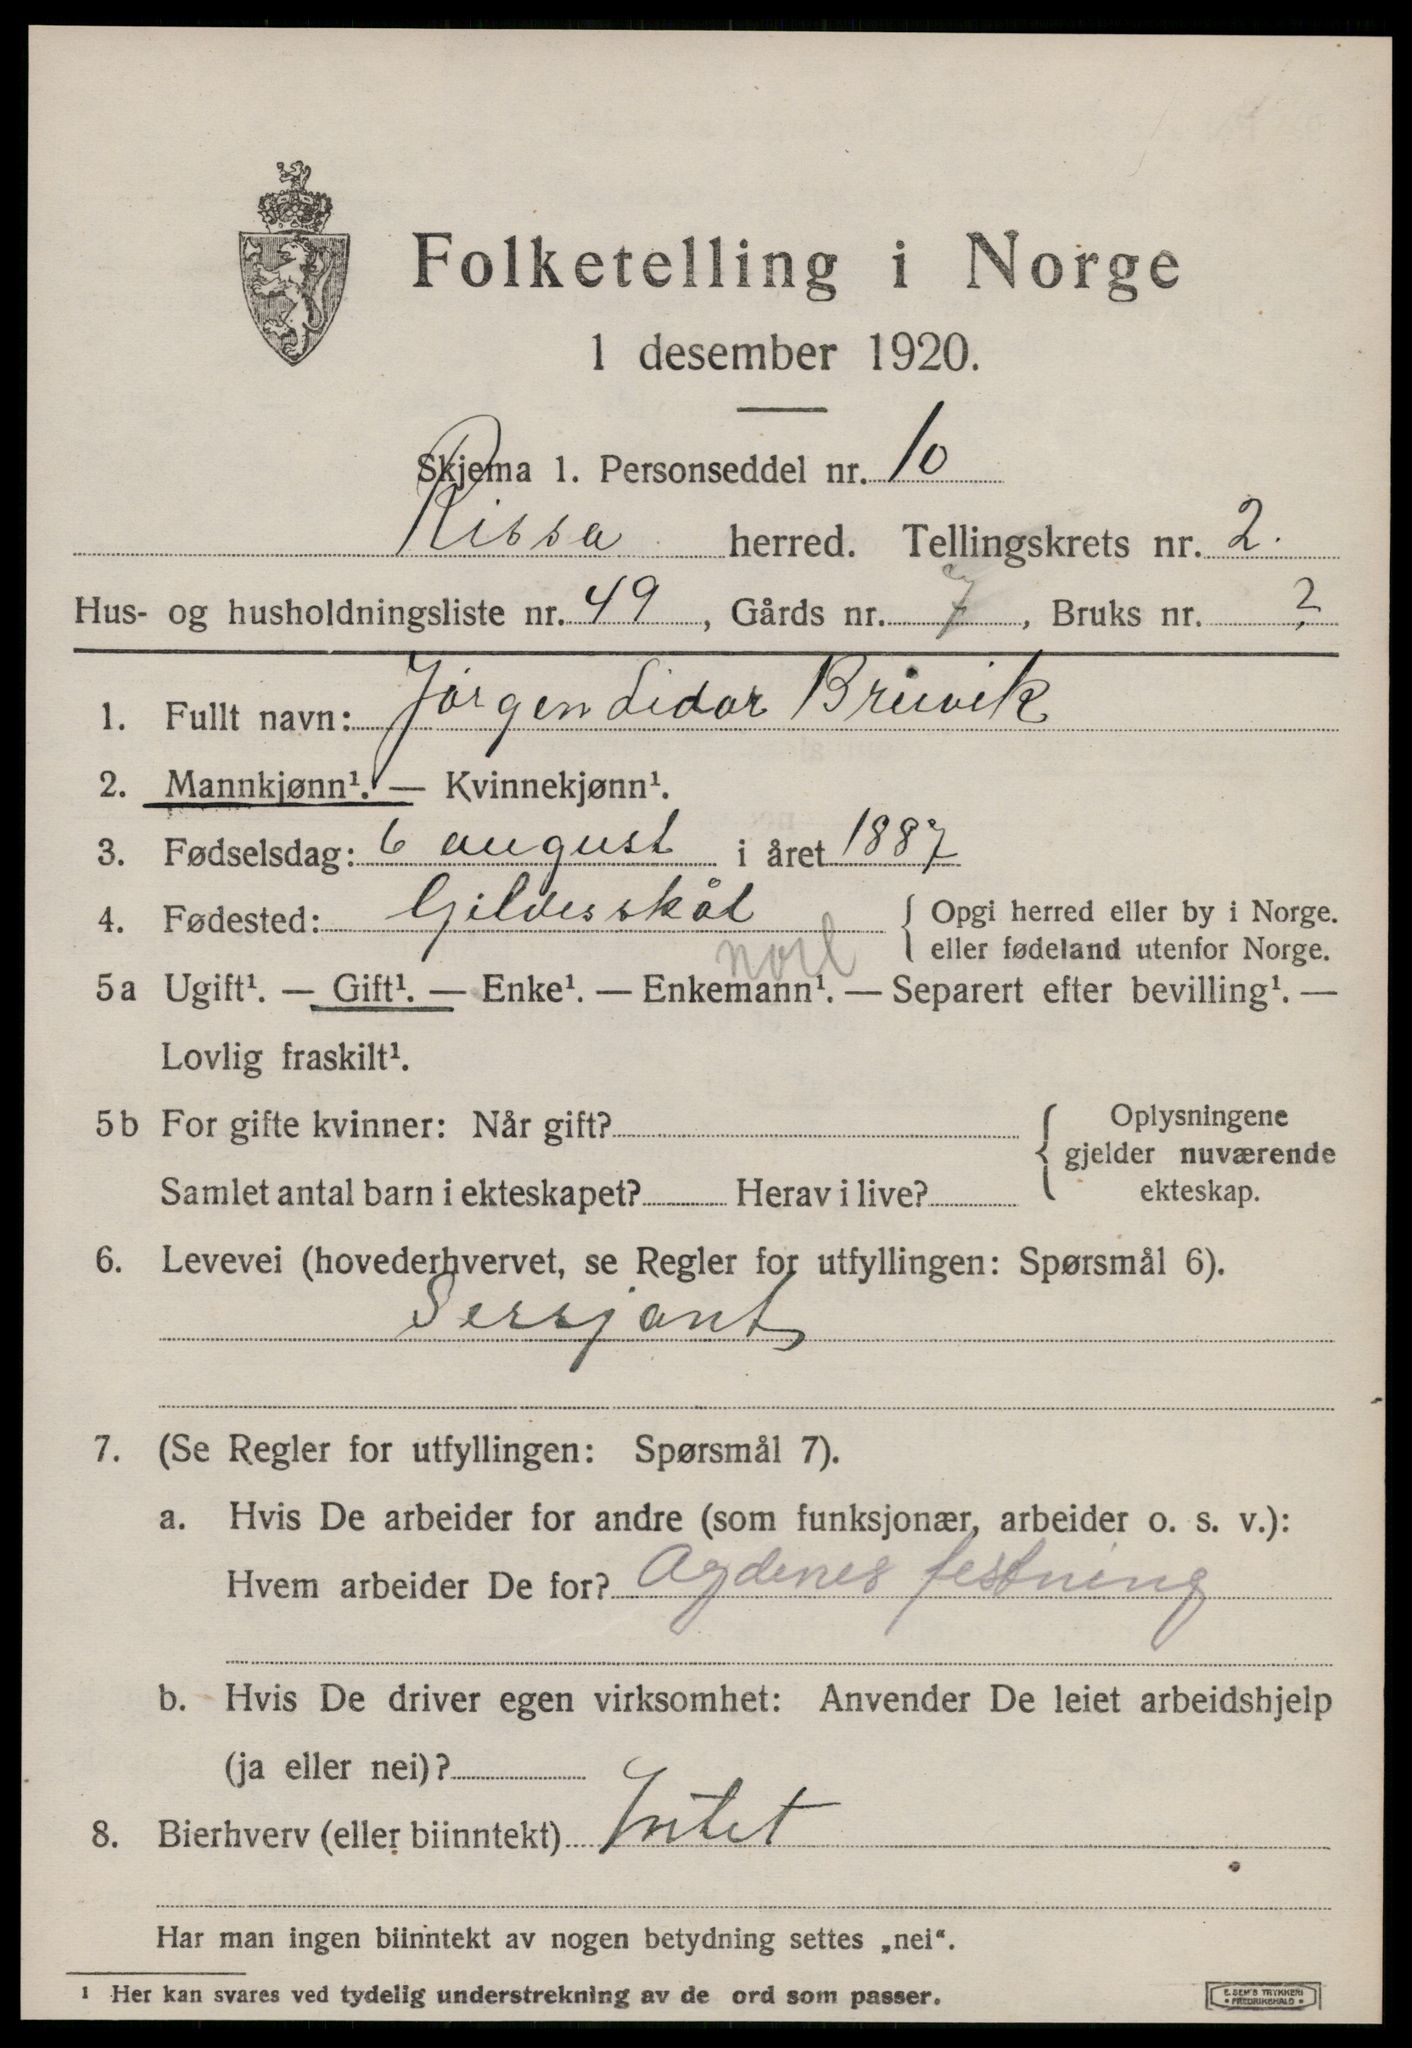 Folketelling i Norge
1 desember 1920.
Skjema 1. Personseddel nr. 10
Rissa herred. Tellingskrets nr. 2.
Hus- og husholdningsliste nr. 49, Gårds nr. 7, Bruks nr. ?
1. Fullt navn: Jørgen Sidor Bruvik
2. Mannkjønn¹. — Kvinnekjønn¹.
3. Fødselsdag: 6 august i året 1887
4. Fødested: Gildesskål { Opgi herred eller by i Norge.
eller fødeland utenfor Norge.
nord
5a Ugift¹. — Gift¹. — Enke¹. — Enkemann¹. — Separert efter bevilling¹. —
Lovlig fraskilt¹.
5b For gifte kvinner: Når gift? { Oplysningene
gjelder nuværende
Samlet antal barn i ekteskapet? Herav i live? ekteskap.
6. Levevei (hovederhvervet, se Regler for utfyllingen: Spørsmål 6).
Sersjant
7. (Se Regler for utfyllingen: Spørsmål 7).
a. Hvis De arbeider for andre (som funksjonær, arbeider o. s. v.):
Hvem arbeider De for? Agdenes festning
b. Hvis De driver egen virksomhet: Anvender De leiet arbeidshjelp
(ja eller nei)?
8. Bierhverv (eller biinntekt) Intet
Har man ingen biinntekt av nogen betydning settes „nei“.
¹ Her kan svares ved tydelig understrekning av de ord som passer.
E. SEM'S TRYKKERI
• FREDRIKSHALD •